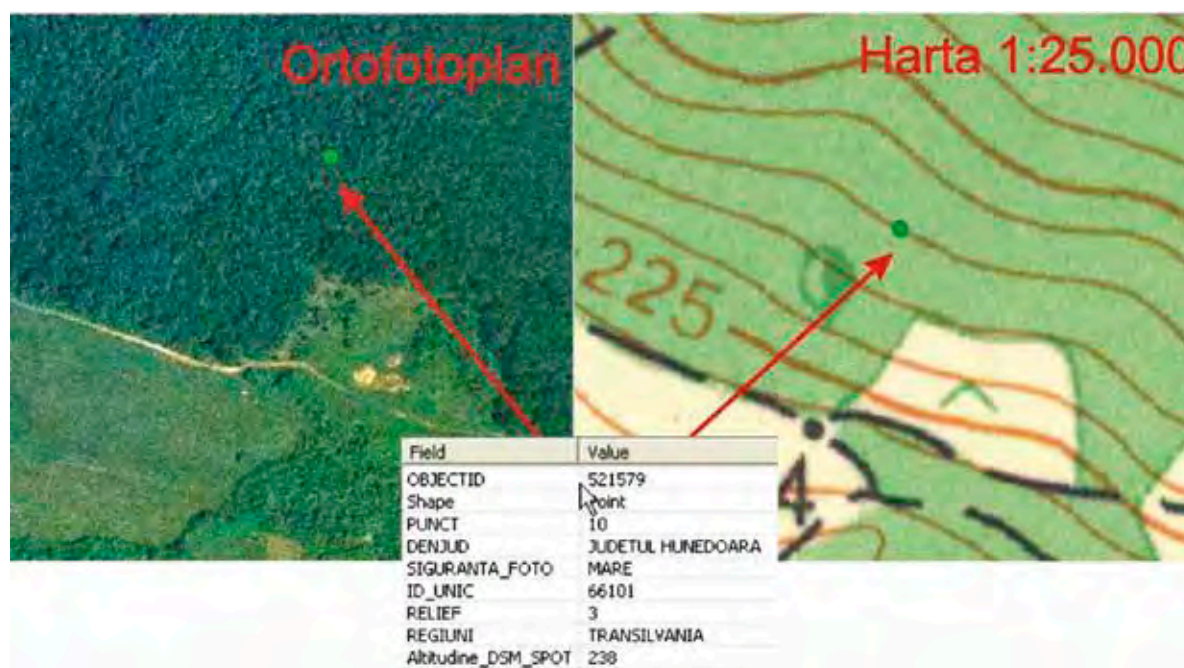 Ortofotoplan
Harta 1:25.000
225
4
Field Value
OBJECTID 521579
Shape Point
PUNCT 10
DENJUD JUDETUL HUNEDOARA
SIGURANTA_FOTO MARE
ID_UNIC 66101
RELIEF 3
REGIUNI TRANSILVANIA
Altitudine_DSM_SPOT 238